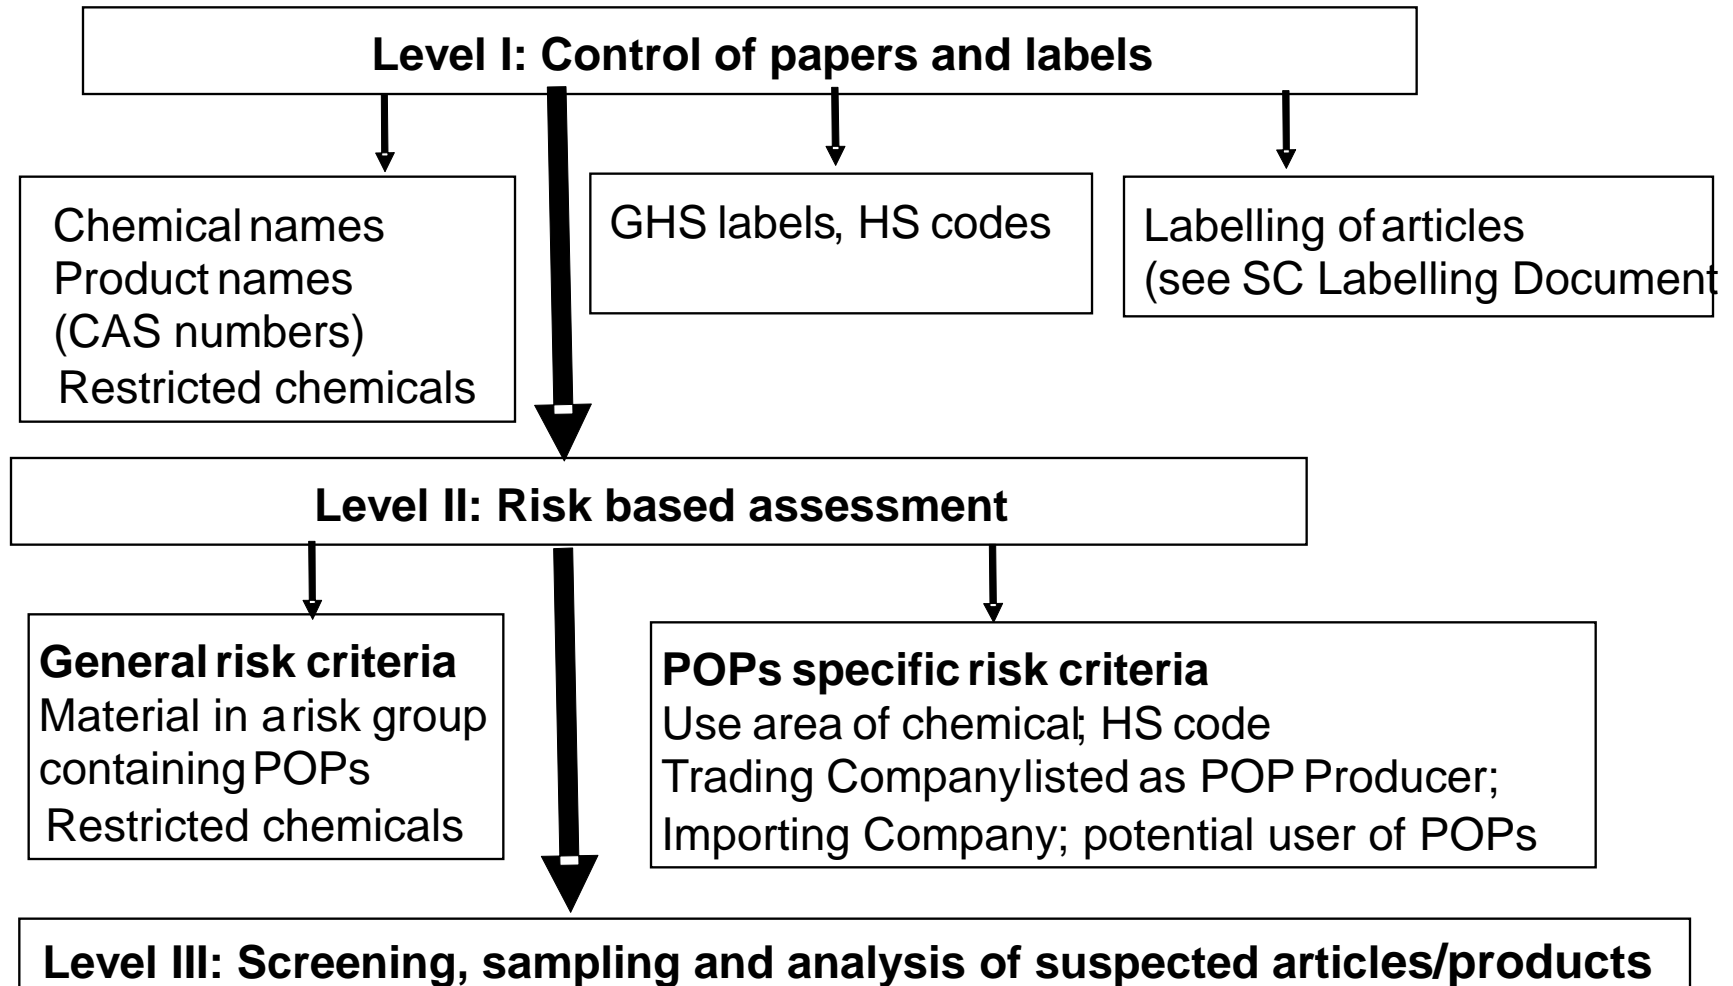 Level I: Control of papers and labels
Chemical names
Product names
(CAS numbers)
Restricted chemicals
GHS labels, HS codes
Labelling of articles
(see SC Labelling Document
Level II: Risk based assessment
General risk criteria
Material in a risk group
containing POPs
Restricted chemicals
POPs specific risk criteria
Use area of chemical; HS code
Trading Company listed as POP Producer;
Importing Company; potential user of POPs
Level III: Screening, sampling and analysis of suspected articles/products